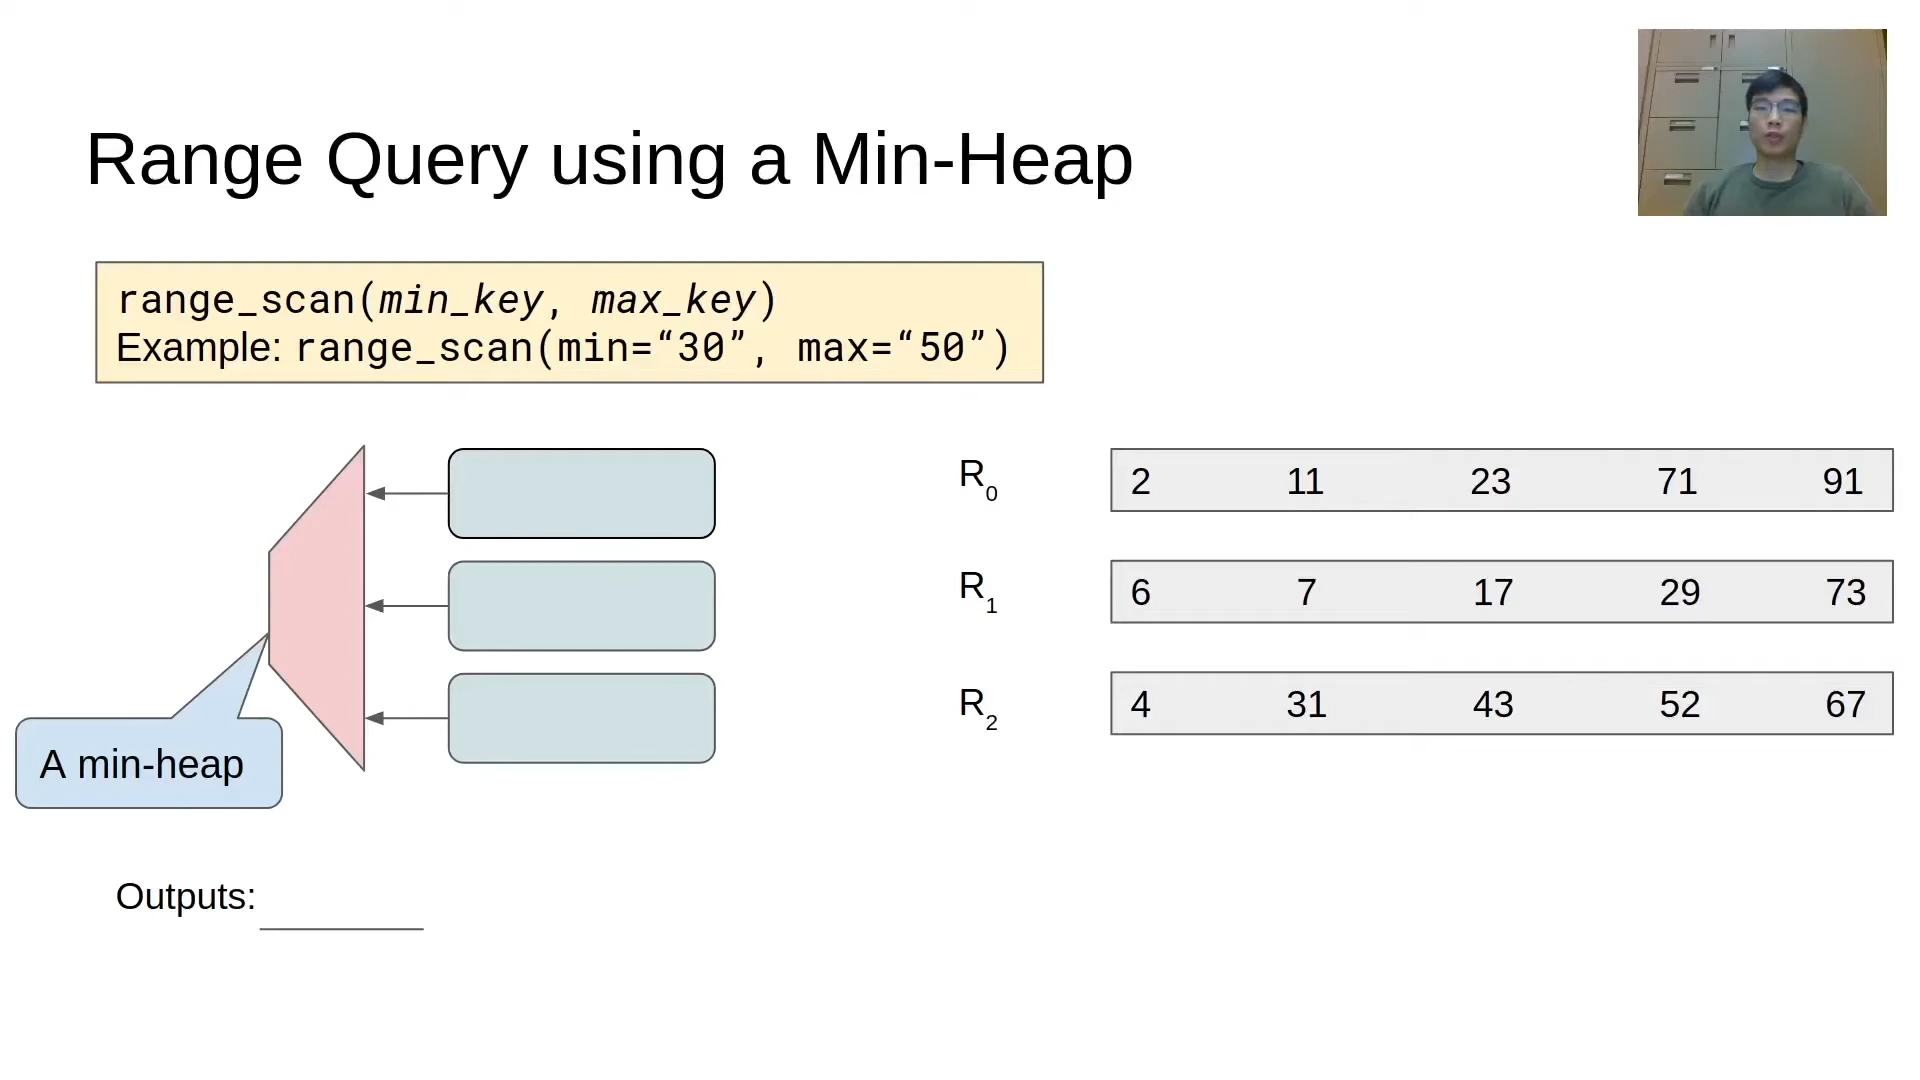 Range Query using a Min-Heap
range_scan(min_key, max_key)
Example: range_scan(min=“30”, max=“50”)
R0 2 11 23 71 91
R1 6 7 17 29 73
R2 4 31 43 52 67
A min-heap
Outputs: